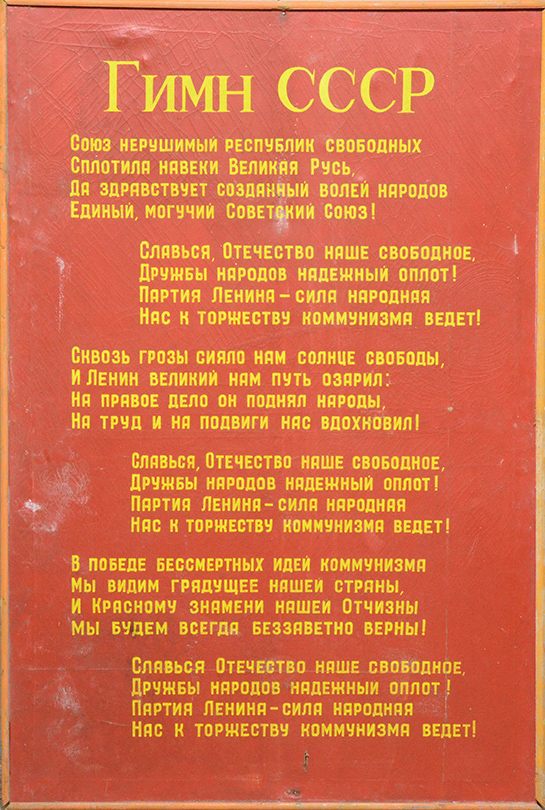 Гимн СССР
Союз нерушимый республик свободных
Сплотила навеки Великая Русь,
Да здравствует созданный волей народов
Единый, могучий Советский Союз!
Славься, Отечество наше свободное,
Дружбы народов надежный оплот!
Партия Ленина – сила народная
Нас к торжеству коммунизма ведет!
Сквозь грозы сияло нам солнце свободы,
И Ленин великий нам путь озарил:
На правое дело он поднял народы,
На труд и на подвиги нас вдохновил!
Славься, Отечество наше свободное,
Дружбы народов надежный оплот!
Партия Ленина – сила народная
Нас к торжеству коммунизма ведет!
В победе бессмертных идей коммунизма
Мы видим грядущее нашей страны,
И Красному знамени нашей Отчизны
Мы будем всегда беззаветно верны!
Славься Отечество наше свободное,
Дружбы народов надежный оплот!
Партия Ленина – сила народная
Нас к торжеству коммунизма ведет!